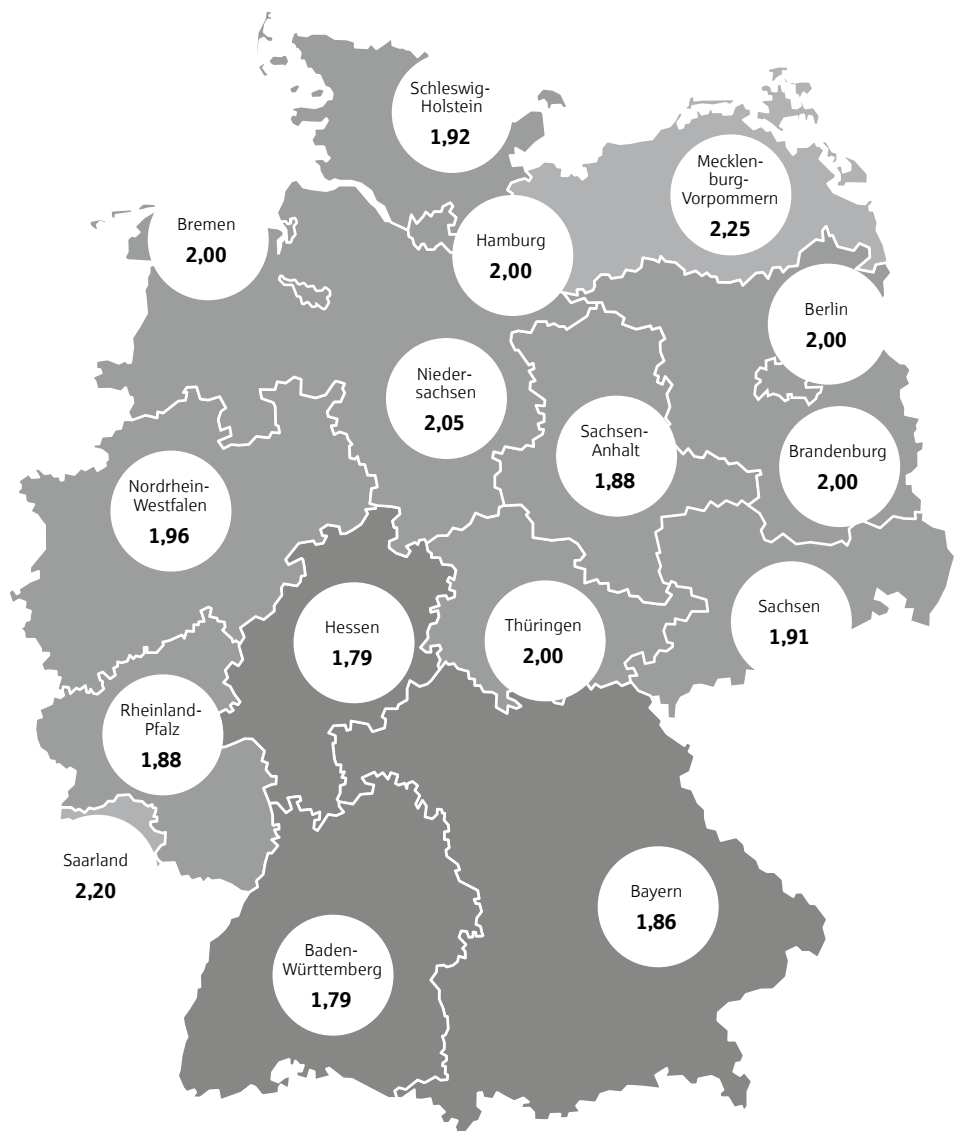 Schleswig-
Holstein
1,92
Mecklen-
burg-
Vorpommern
2,25
Bremen
2,00
Hamburg
2,00
Berlin
2,00
Nieder-
sachsen
2,05
Sachsen-
Anhalt
1,88
Brandenburg
2,00
Nordrhein-
Westfalen
1,96
Hessen
1,79
Thüringen
2,00
Sachsen
1,91
Rheinland-
Pfalz
1,88
Saarland
2,20
Bayern
1,86
Baden-
Württemberg
1,79